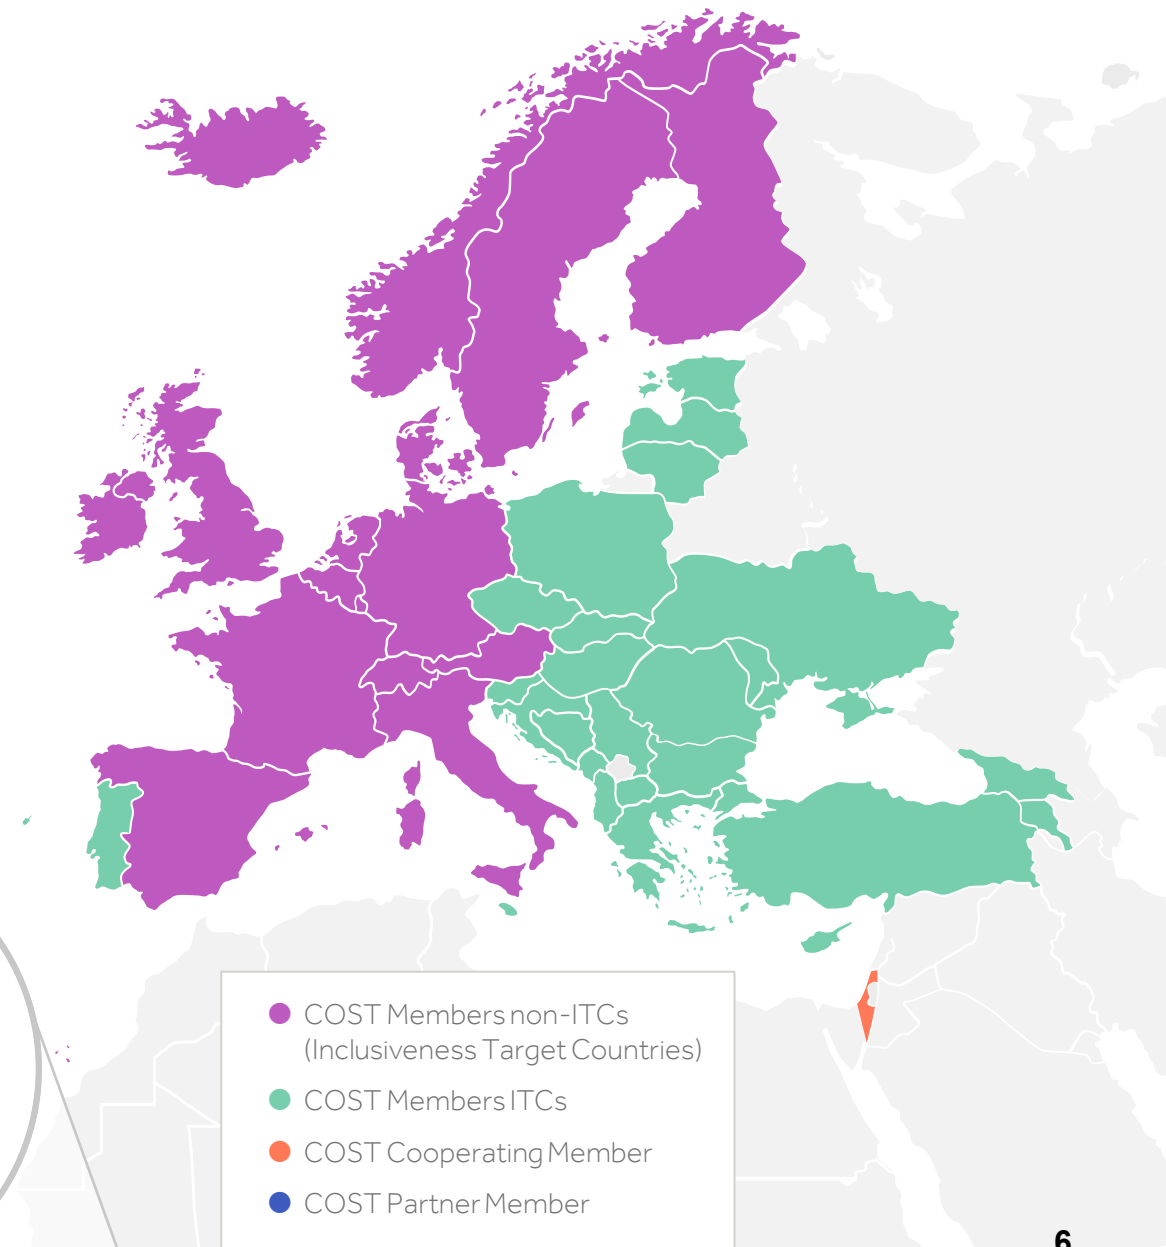 COST Members non-ITCs
(Inclusiveness Target Countries)
COST Members ITCs
COST Cooperating Member
COST Partner Member
6